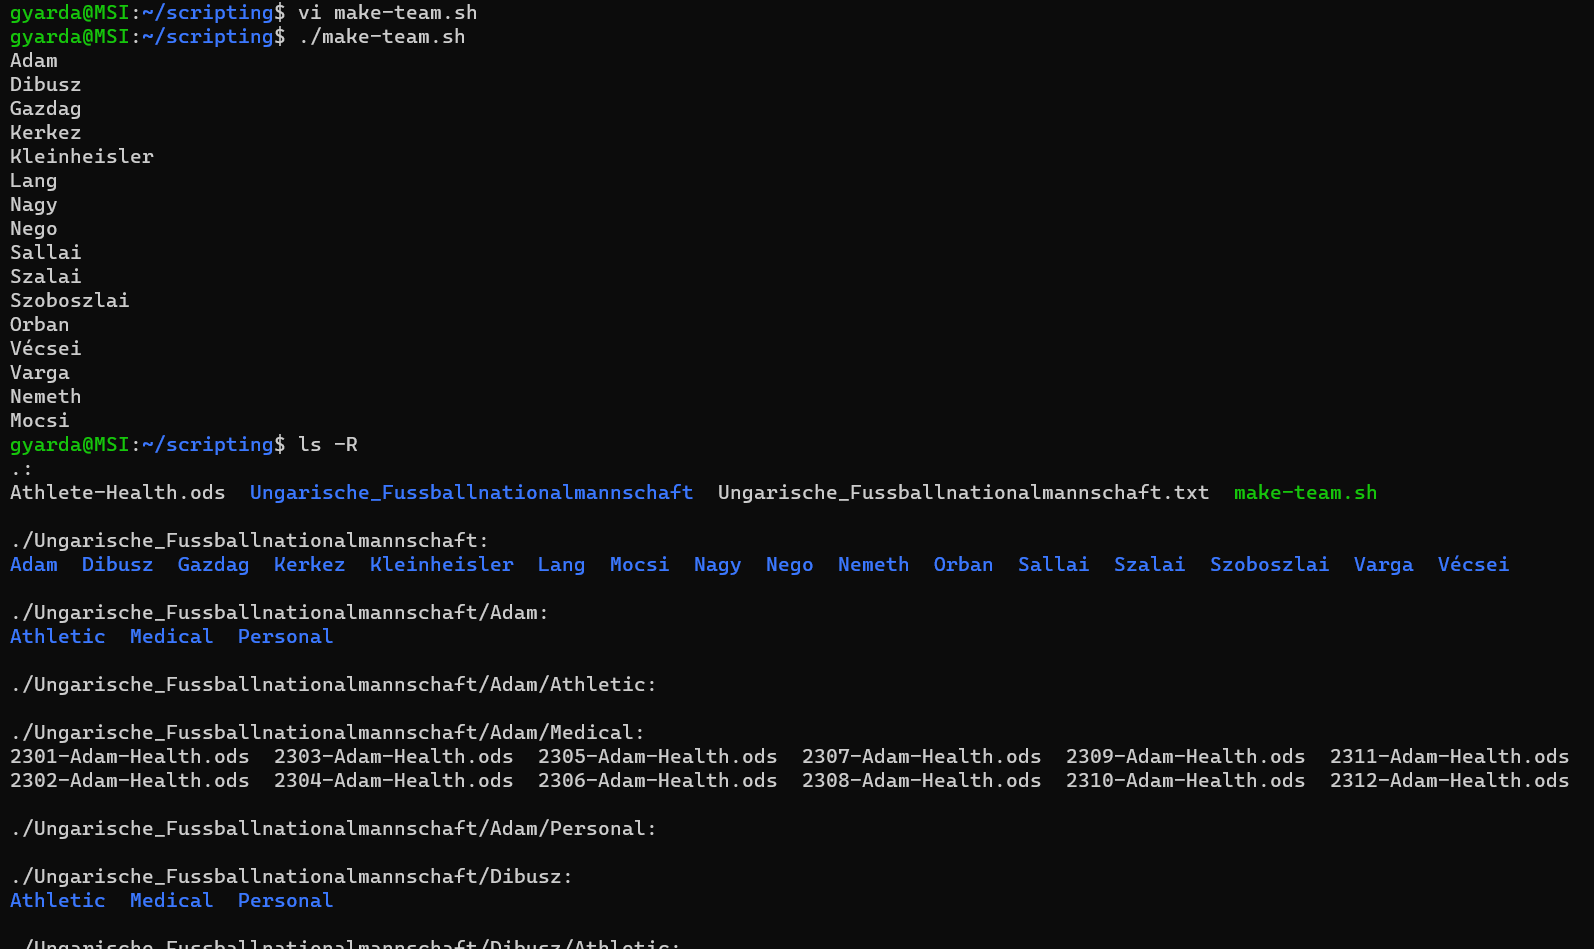 gyarda@MSI:~/scripting$ vi make-team.sh
gyarda@MSI:~/scripting$ ./make-team.sh
Adam
Dibusz
Gazdag
Kerkez
Kleinheisler
Lang
Nagy
Nego
Sallai
Szalai
Szoboszlai
Orban
Vécsei
Varga
Nemeth
Mocsi
gyarda@MSI:~/scripting$ ls -R
.:
Athlete-Health.ods  Ungarische_Fussballnationalmannschaft  Ungarische_Fussballnationalmannschaft.txt  make-team.sh
./Ungarische_Fussballnationalmannschaft:
Adam  Dibusz  Gazdag  Kerkez  Kleinheisler  Lang  Mocsi  Nagy  Nego  Nemeth  Orban  Sallai  Szalai  Szoboszlai  Varga  Vécsei
./Ungarische_Fussballnationalmannschaft/Adam:
Athletic  Medical  Personal
./Ungarische_Fussballnationalmannschaft/Adam/Athletic:
./Ungarische_Fussballnationalmannschaft/Adam/Medical:
2301-Adam-Health.ods  2303-Adam-Health.ods  2305-Adam-Health.ods  2307-Adam-Health.ods  2309-Adam-Health.ods  2311-Adam-Health.ods
2302-Adam-Health.ods  2304-Adam-Health.ods  2306-Adam-Health.ods  2308-Adam-Health.ods  2310-Adam-Health.ods  2312-Adam-Health.ods
./Ungarische_Fussballnationalmannschaft/Adam/Personal:
./Ungarische_Fussballnationalmannschaft/Dibusz:
Athletic  Medical  Personal
./Ungarische_Fussballnationalmannschaft/Dibusz/Athletic: